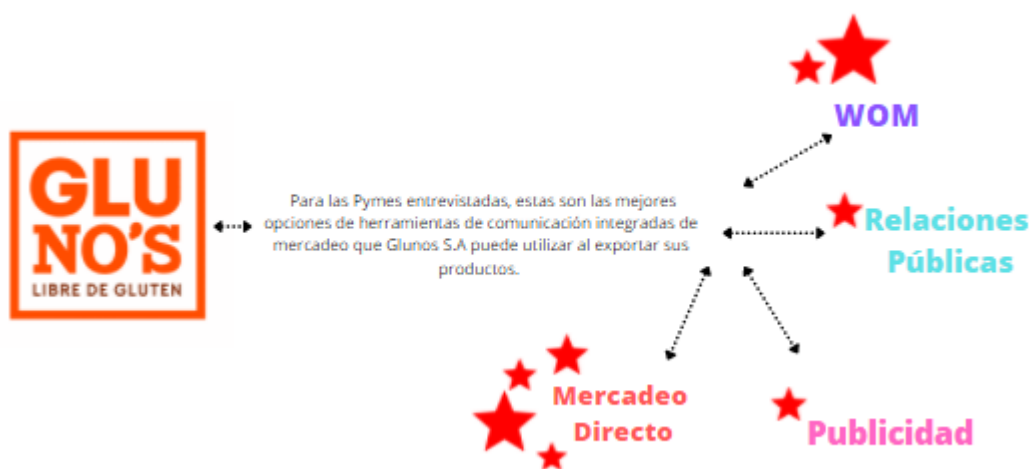 GLU
NO'S
LIBRE DE GLUTEN
Para las Pymes entrevistadas, estas son las mejores
opciones de herramientas de comunicación integradas de
mercadeo que Glunos S.A puede utilizar al exportar sus
productos.
WOM
Relaciones
Públicas
Mercadeo
Directo
Publicidad